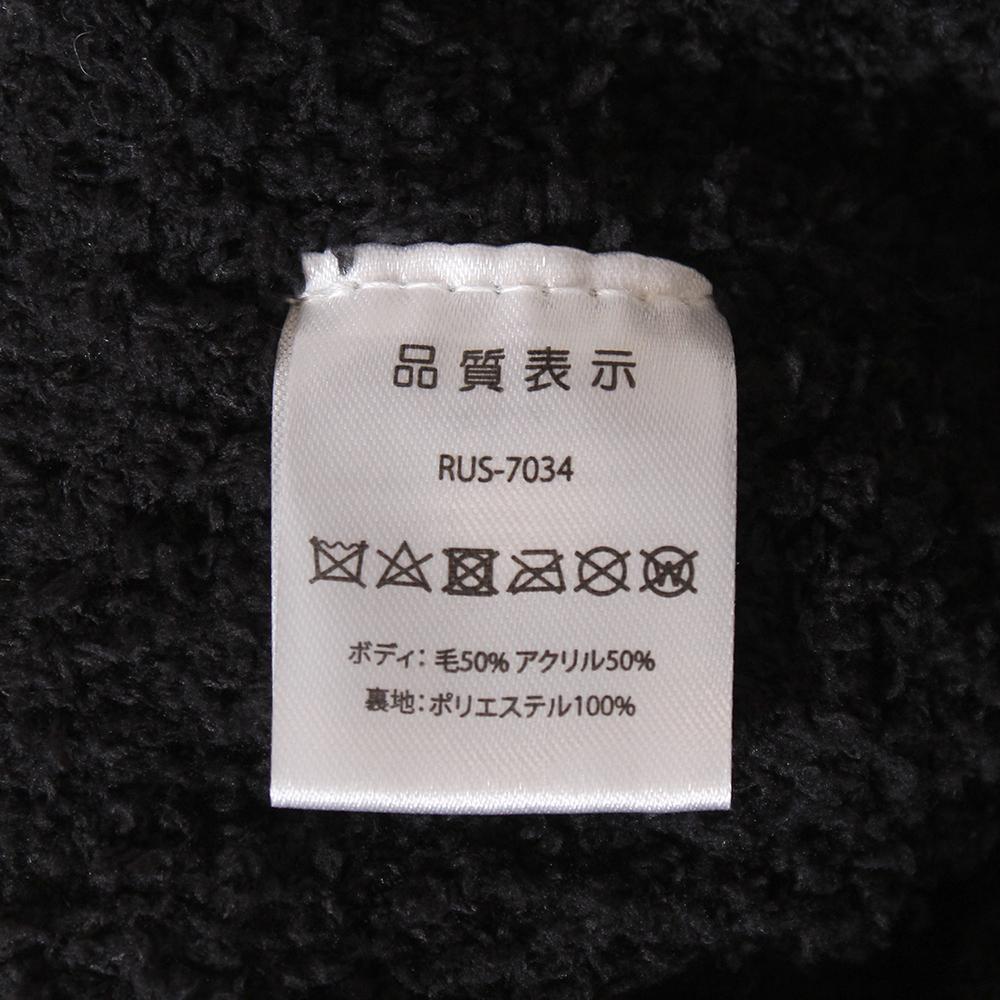 品質表示
RUS-7034
W
ボディ: 毛50% アクリル50%
裏地:ポリエステル100%